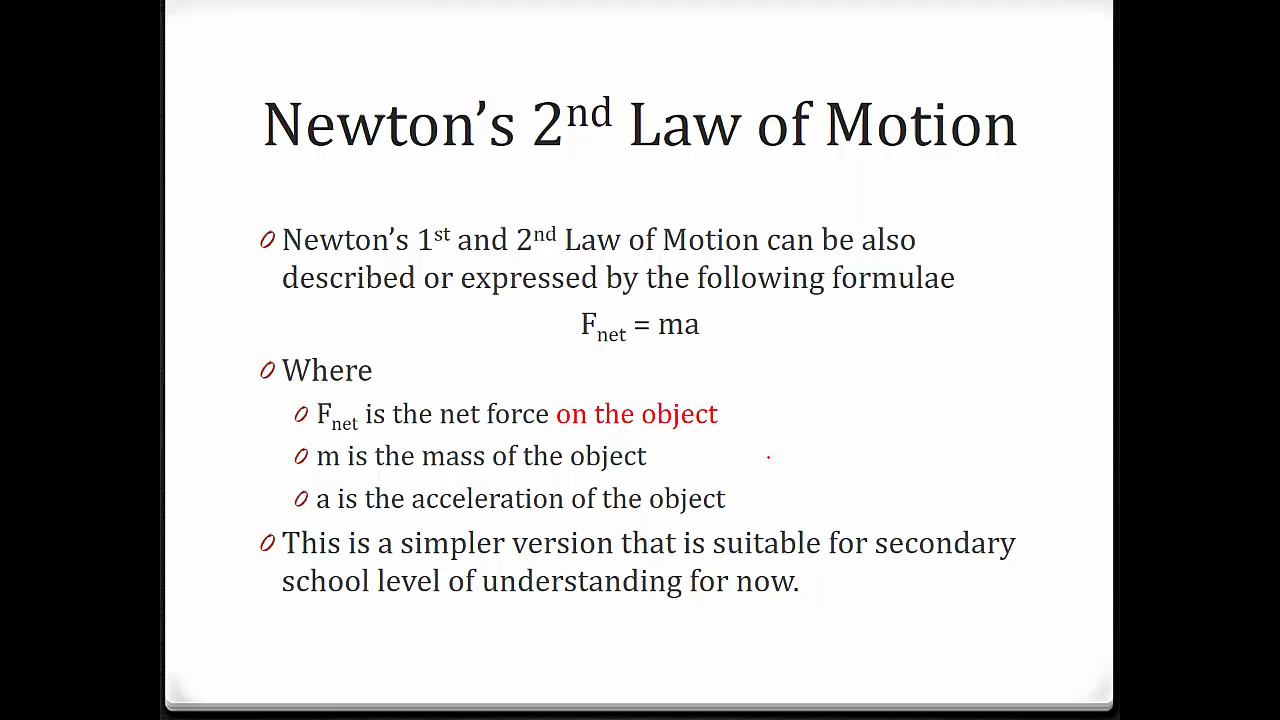 Newton’s 2nd Law of Motion
Newton’s 1st and 2nd Law of Motion can be also
described or expressed by the following formulae
Fnet = ma
Where
Fnet is the net force on the object
m is the mass of the object
a is the acceleration of the object
This is a simpler version that is suitable for secondary
school level of understanding for now.